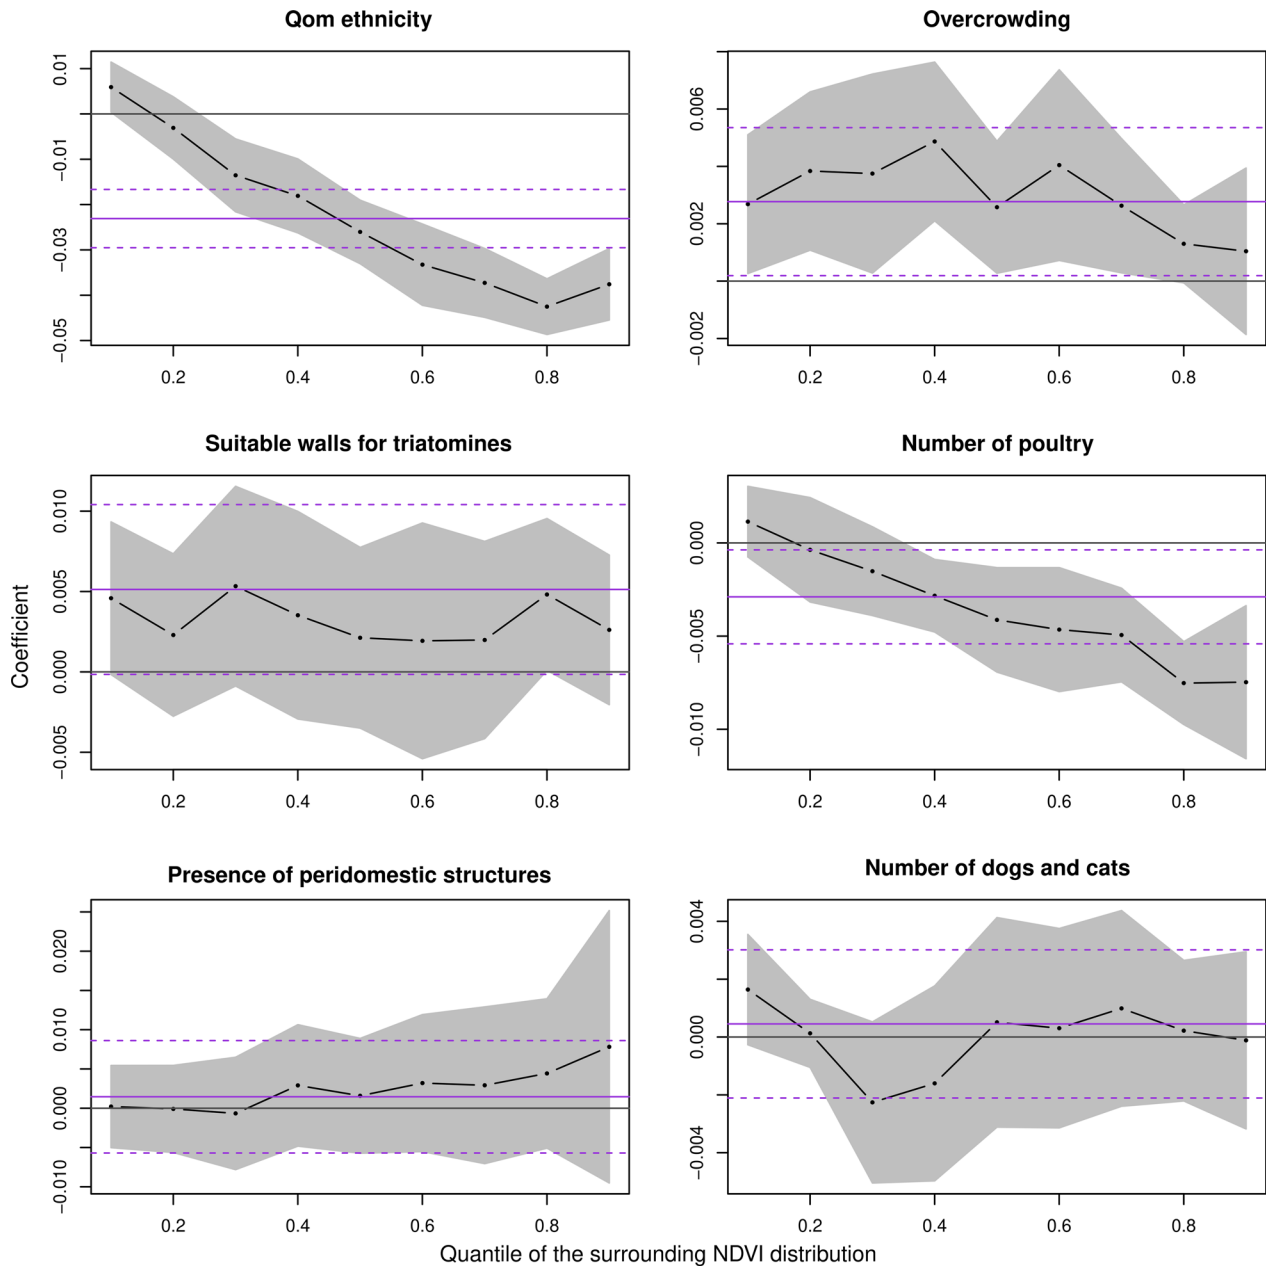 Qom ethnicity
0.01
-0.01
-0.03
-0.05
0.2 0.4 0.6 0.8
Overcrowding
0.006
0.002
-0.002
0.2 0.4 0.6 0.8
Suitable walls for triatomines
0.010
0.005
0.000
-0.005
0.2 0.4 0.6 0.8
Number of poultry
0.000
-0.005
-0.010
0.2 0.4 0.6 0.8
Coefficient
Presence of peridomestic structures
0.020
0.010
0.000
-0.010
0.2 0.4 0.6 0.8
Number of dogs and cats
0.004
0.000
-0.004
0.2 0.4 0.6 0.8
Quantile of the surrounding NDVI distribution